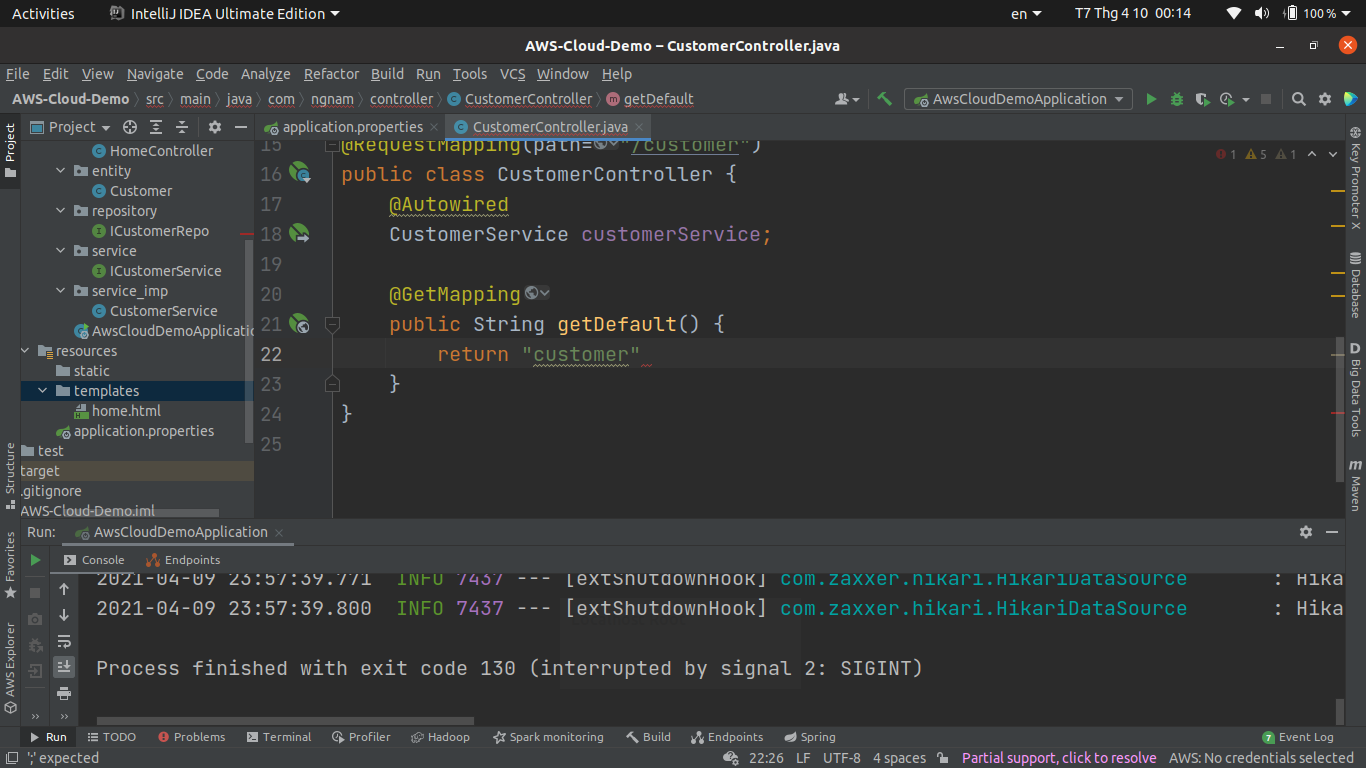 Activities IntelliJ IDEA Ultimate Edition en T7 Thg 4 10 00:14 100 %
AWS-Cloud-Demo – CustomerController.java
File Edit View Navigate Code Analyze Refactor Build Run Tools VCS Window Help
AWS-Cloud-Demo src main java com ngnam controller CustomerController getDefault AwsCloudDemoApplication
Project application.properties CustomerController.java
HomeController
entity
Customer
repository
ICustomerRepo
service
ICustomerService
service_imp
CustomerService
AwsCloudDemoApplicatio
resources
static
templates
home.html
application.properties
test
target
.gitignore
AWS-Cloud-Demo.iml
15 @RequestMapping(path="/customer")
16 public class CustomerController {
17 @Autowired
18 CustomerService customerService;
19
20 @GetMapping
21 public String getDefault() {
22 return "customer"
23 }
24 }
25
1 5 1
Project
Structure
Favorites
AWS Explorer
Key Promoter X
Database
D Big Data Tools
m Maven
Run: AwsCloudDemoApplication
Console Endpoints
2021-04-09 23:57:39.771 INFO 7437 --- [extShutdownHook] com.zaxxer.hikari.HikariDataSource : Hika
2021-04-09 23:57:39.800 INFO 7437 --- [extShutdownHook] com.zaxxer.hikari.HikariDataSource : Hika
Process finished with exit code 130 (interrupted by signal 2: SIGINT)
Run TODO Problems Terminal Profiler Hadoop Spark monitoring Build Endpoints Spring 7 Event Log
';' expected 22:26 LF UTF-8 4 spaces Partial support, click to resolve AWS: No credentials selected